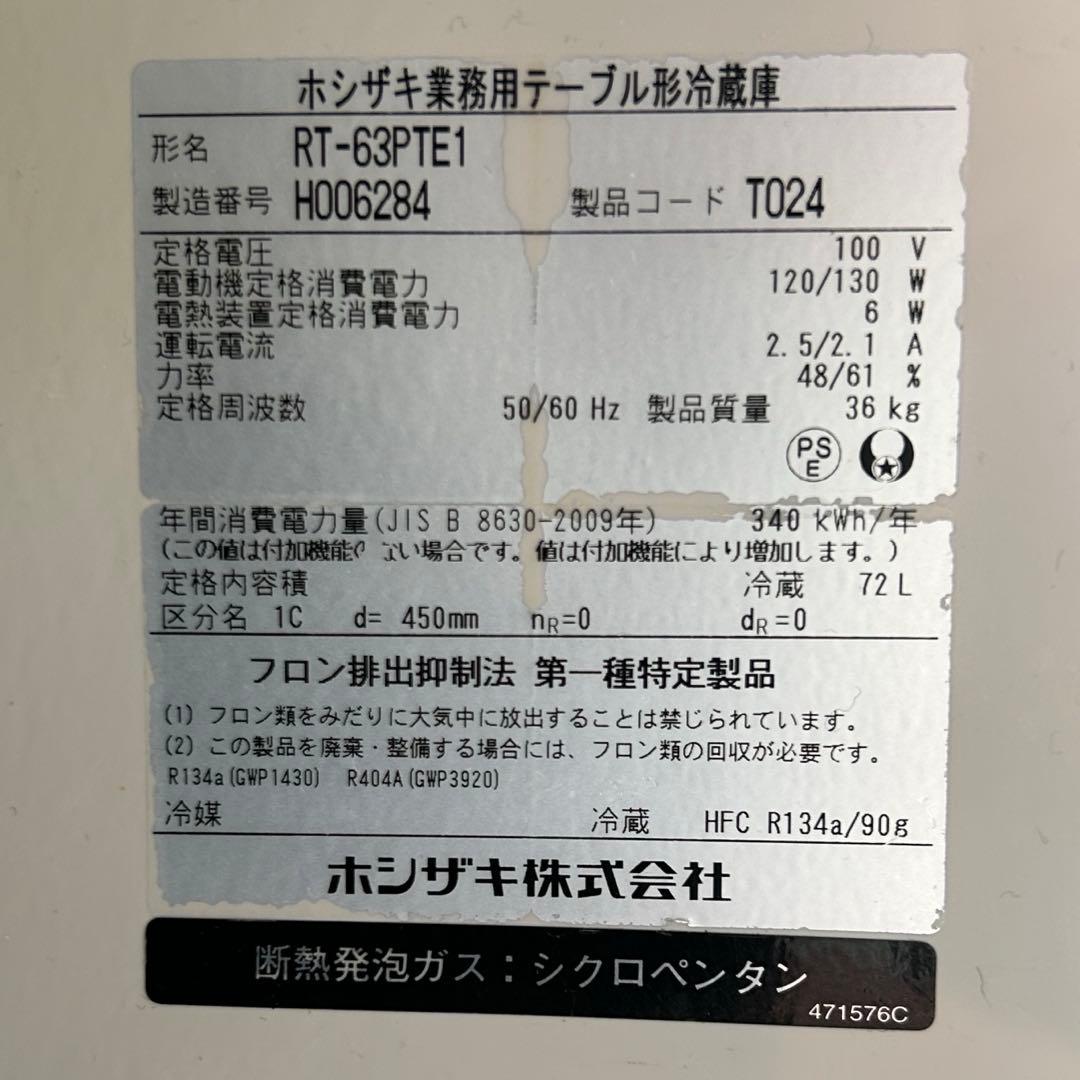 ホシザキ業務用テーブル形冷蔵庫
形名 RT-63PTE1
製造番号 H006284 製品コード T024
定格電圧 100 V
電動機定格消費電力 120/130 W
電熱装置定格消費電力 6 W
運転電流 2.5/2.1 A
力率 48/61 %
定格周波数 50/60 Hz 製品質量 36 kg
PS
E
年間消費電力量(JIS B 8630-2009年) 340 kWh/年
(この値は付加機能 ない場合です。値は付加機能により増加します。)
定格内容積 冷蔵 72 L
区分名 1C d= 450mm nR=0 dR=0
フロン排出抑制法 第一種特定製品
(1) フロン類をみだりに大気中に放出することは禁じられています。
(2) この製品を廃棄・整備する場合には、フロン類の回収が必要です。
R134a(GWP1430) R404A(GWP3920)
冷媒 冷蔵 HFC R134a/90g
ホシザキ株式会社
断熱発泡ガス：シクロペンタン
471576C